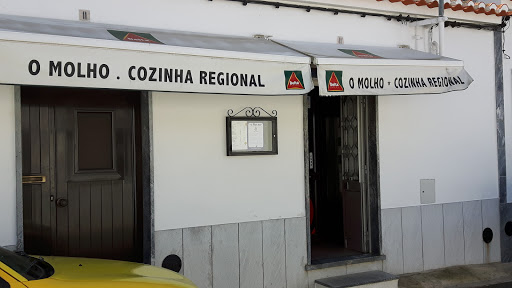 O MOLHO . COZINHA REGIONAL
O MOLHO - COZINHA REGIONAL